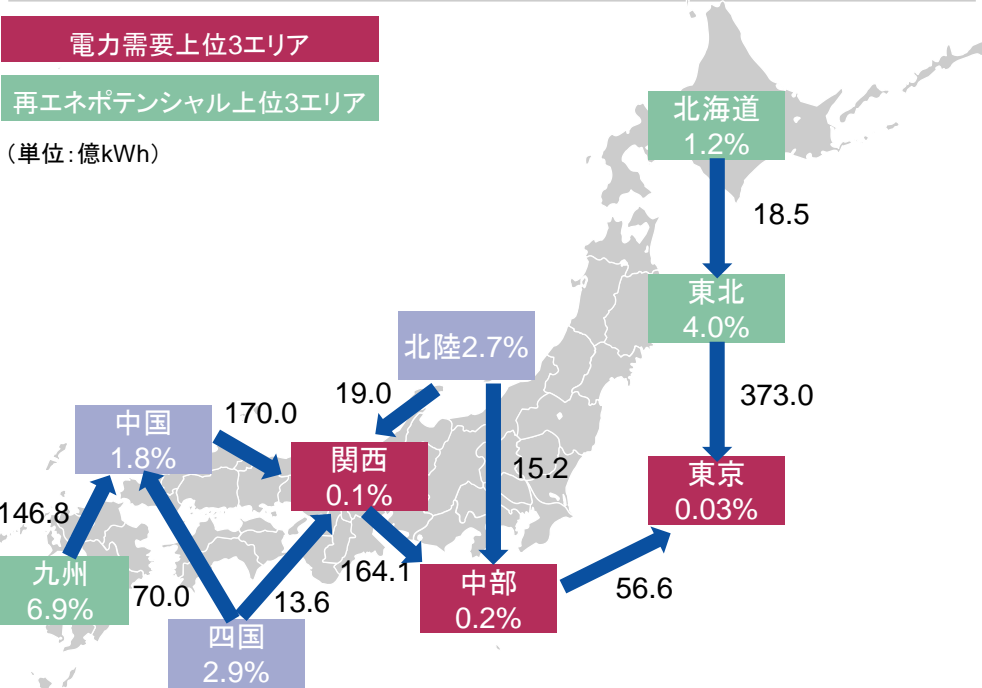 電力需要上位3エリア
再エネポテンシャル上位3エリア
（単位：億kWh）
北海道
1.2%
18.5
東北
4.0%
北陸2.7%
373.0
19.0
中国
1.8%
170.0
関西
0.1%
15.2
東京
0.03%
146.8
164.1
中部
0.2%
56.6
九州
6.9%
70.0
13.6
四国
2.9%